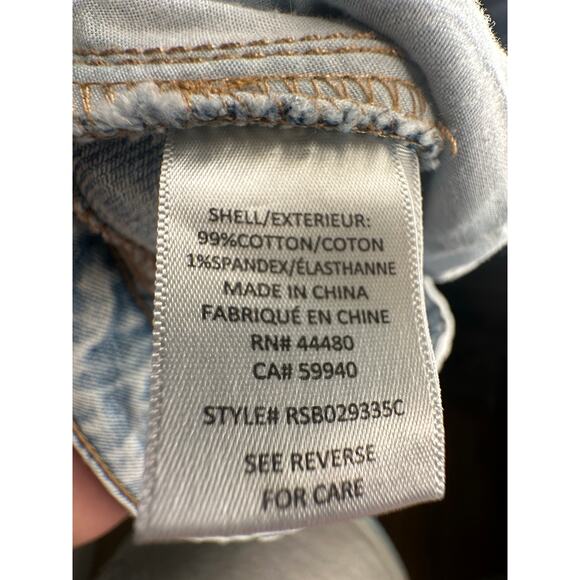 SHELL/EXTERIEUR:
99%COTTON/COTON
1%SPANDEX/ÉLASTHANNE
MADE IN CHINA
FABRIQUÉ EN CHINE
RN# 44480
CA# 59940
STYLE# RSB029335C
SEE REVERSE
FOR CARE